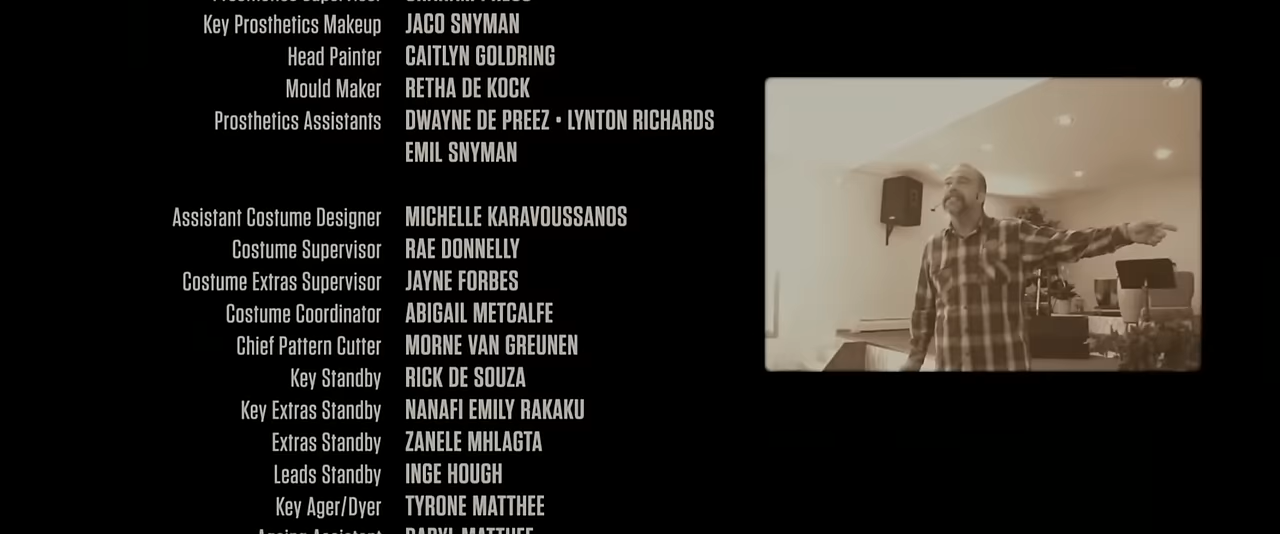 Key Prosthetics Makeup JACO SNYMAN
Head Painter CAITLYN GOLDRING
Mould Maker RETHA DE KOCK
Prosthetics Assistants DWAYNE DE PREEZ • LYNTON RICHARDS
EMIL SNYMAN
Assistant Costume Designer MICHELLE KARAVOUSSANOS
Costume Supervisor RAE DONNELLY
Costume Extras Supervisor JAYNE FORBES
Costume Coordinator ABIGAIL METCALFE
Chief Pattern Cutter MORNE VAN GREUNEN
Key Standby RICK DE SOUZA
Key Extras Standby NANAFI EMILY RAKAKU
Extras Standby ZANELE MHLAGTA
Leads Standby INGE HOUGH
Key Ager/Dyer TYRONE MATTHEE